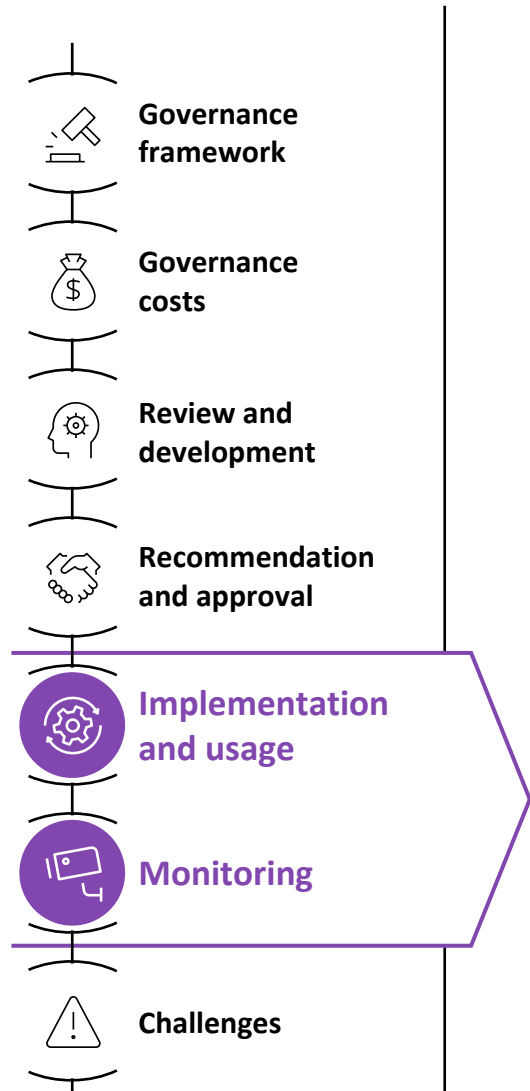 Governance
framework
$
Governance
costs
Review and
development
Recommendation
and approval
Implementation
and usage
Monitoring
Challenges